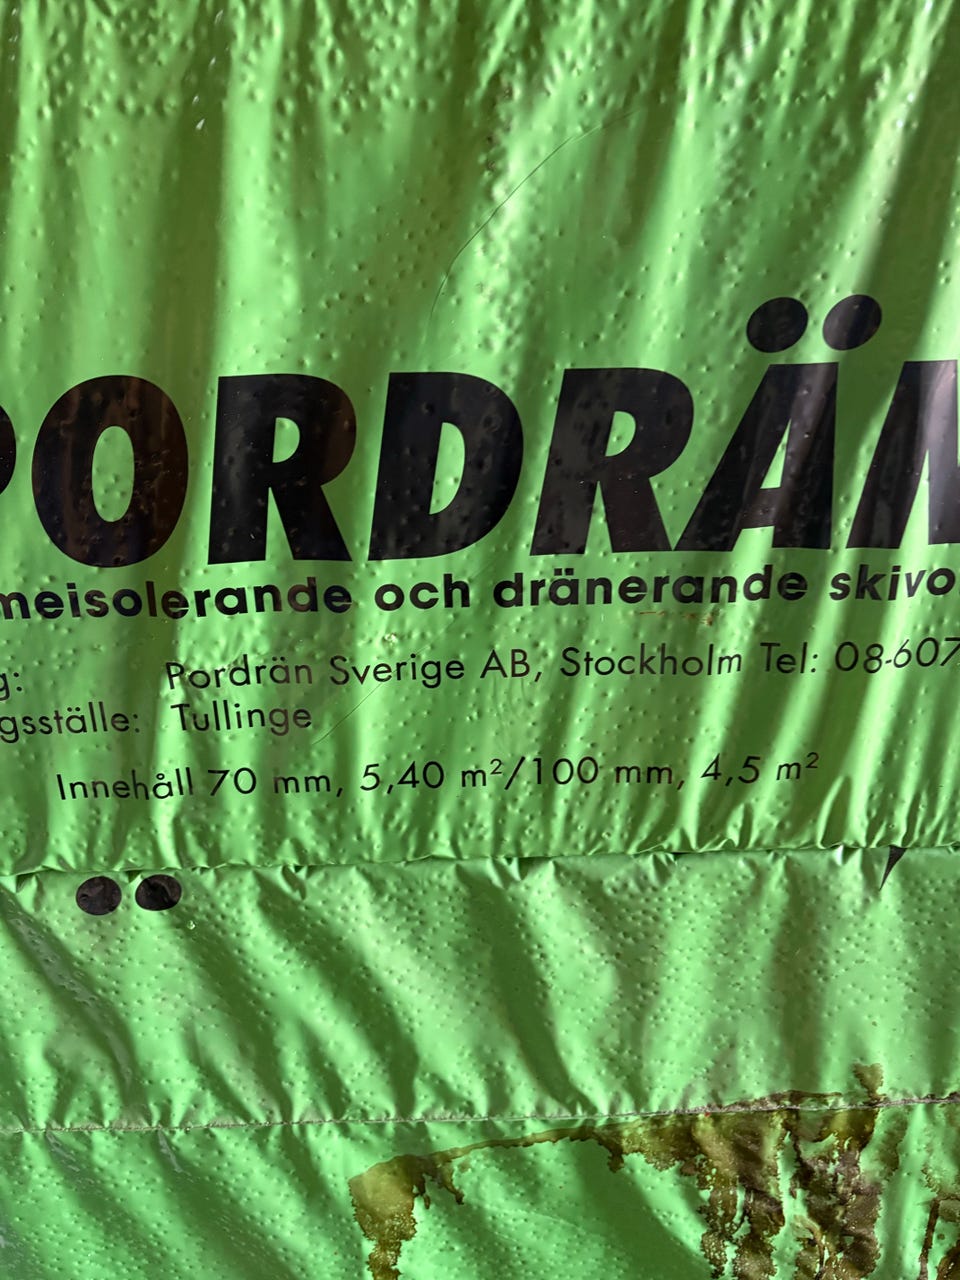 PORDRÄN
meisolerande och dränerande skivo
g: Pordrän Sverige AB, Stockholm Tel: 08-607
gsställe: Tullinge
Innehåll 70 mm, 5,40 m²/100 mm, 4,5 m²